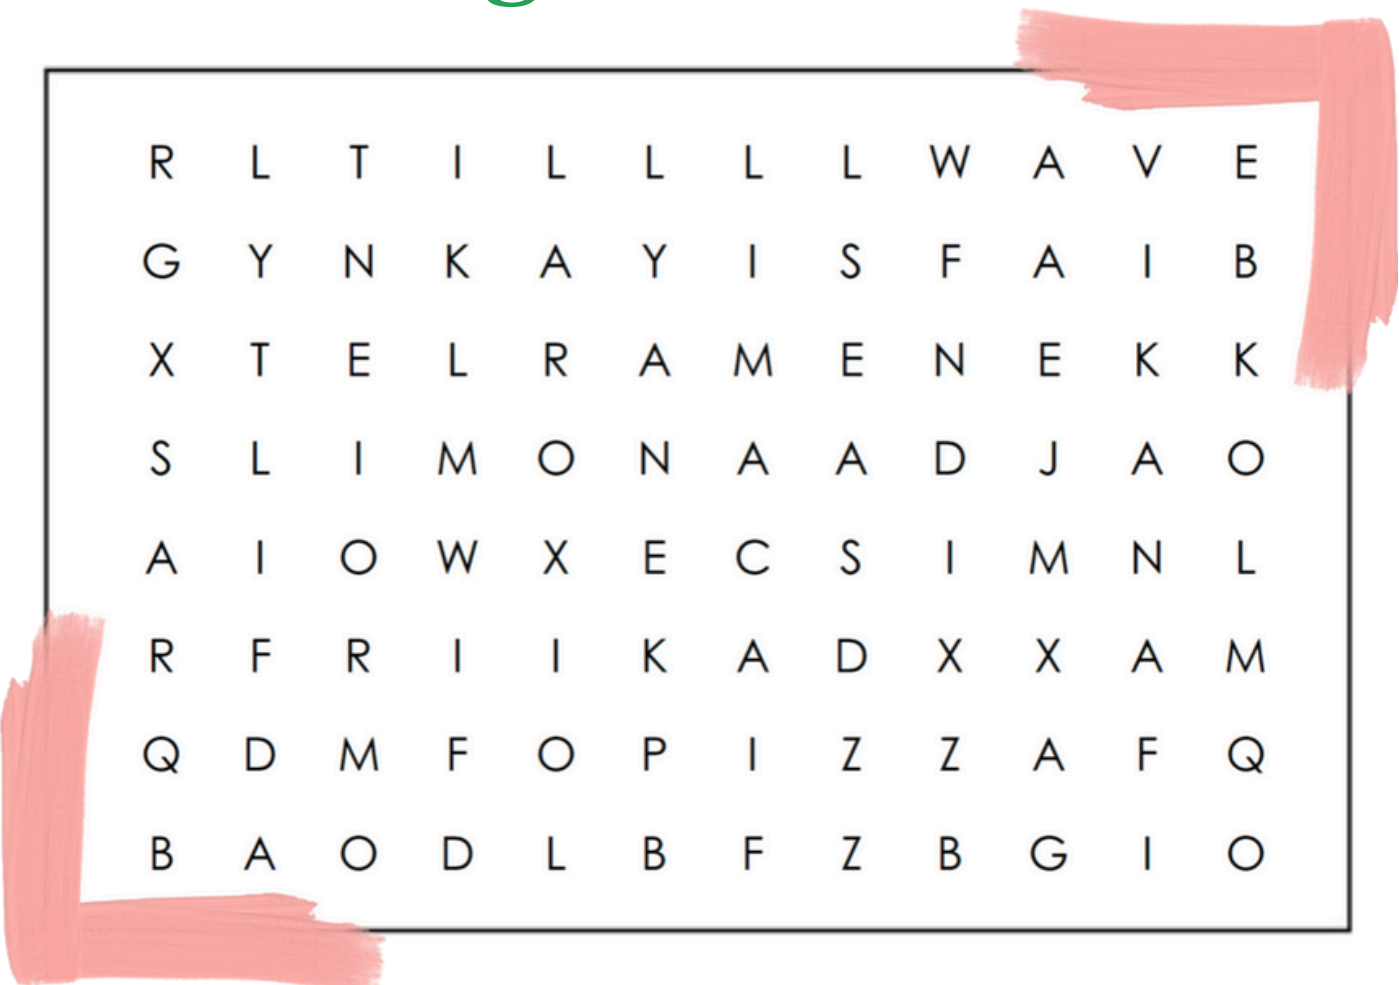 R L T I L L L L W A V E
G Y N K A Y I S F A I B
X T E L R A M E N E K K
S L I M O N A A D J A O
A I O W X E C S I M N L
R F R I I K A D X X A M
Q D M F O P I Z Z A F Q
B A O D L B F Z B G I O